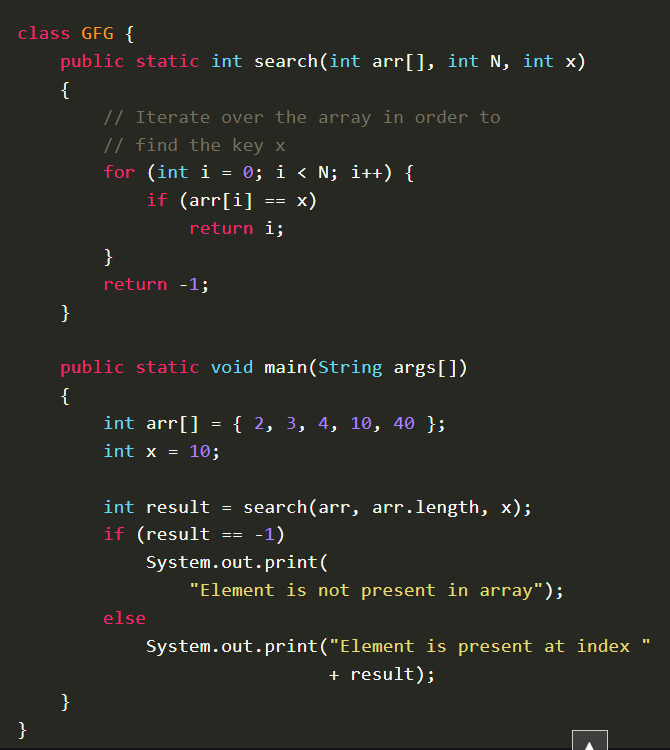 class GFG {
    public static int search(int arr[], int N, int x)
    {
        // Iterate over the array in order to
        // find the key x
        for (int i = 0; i < N; i++) {
            if (arr[i] == x)
                return i;
        }
        return -1;
    }

    public static void main(String args[])
    {
        int arr[] = { 2, 3, 4, 10, 40 };
        int x = 10;

        int result = search(arr, arr.length, x);
        if (result == -1)
            System.out.print(
                "Element is not present in array");
        else
            System.out.print("Element is present at index "
                             + result);
    }
}